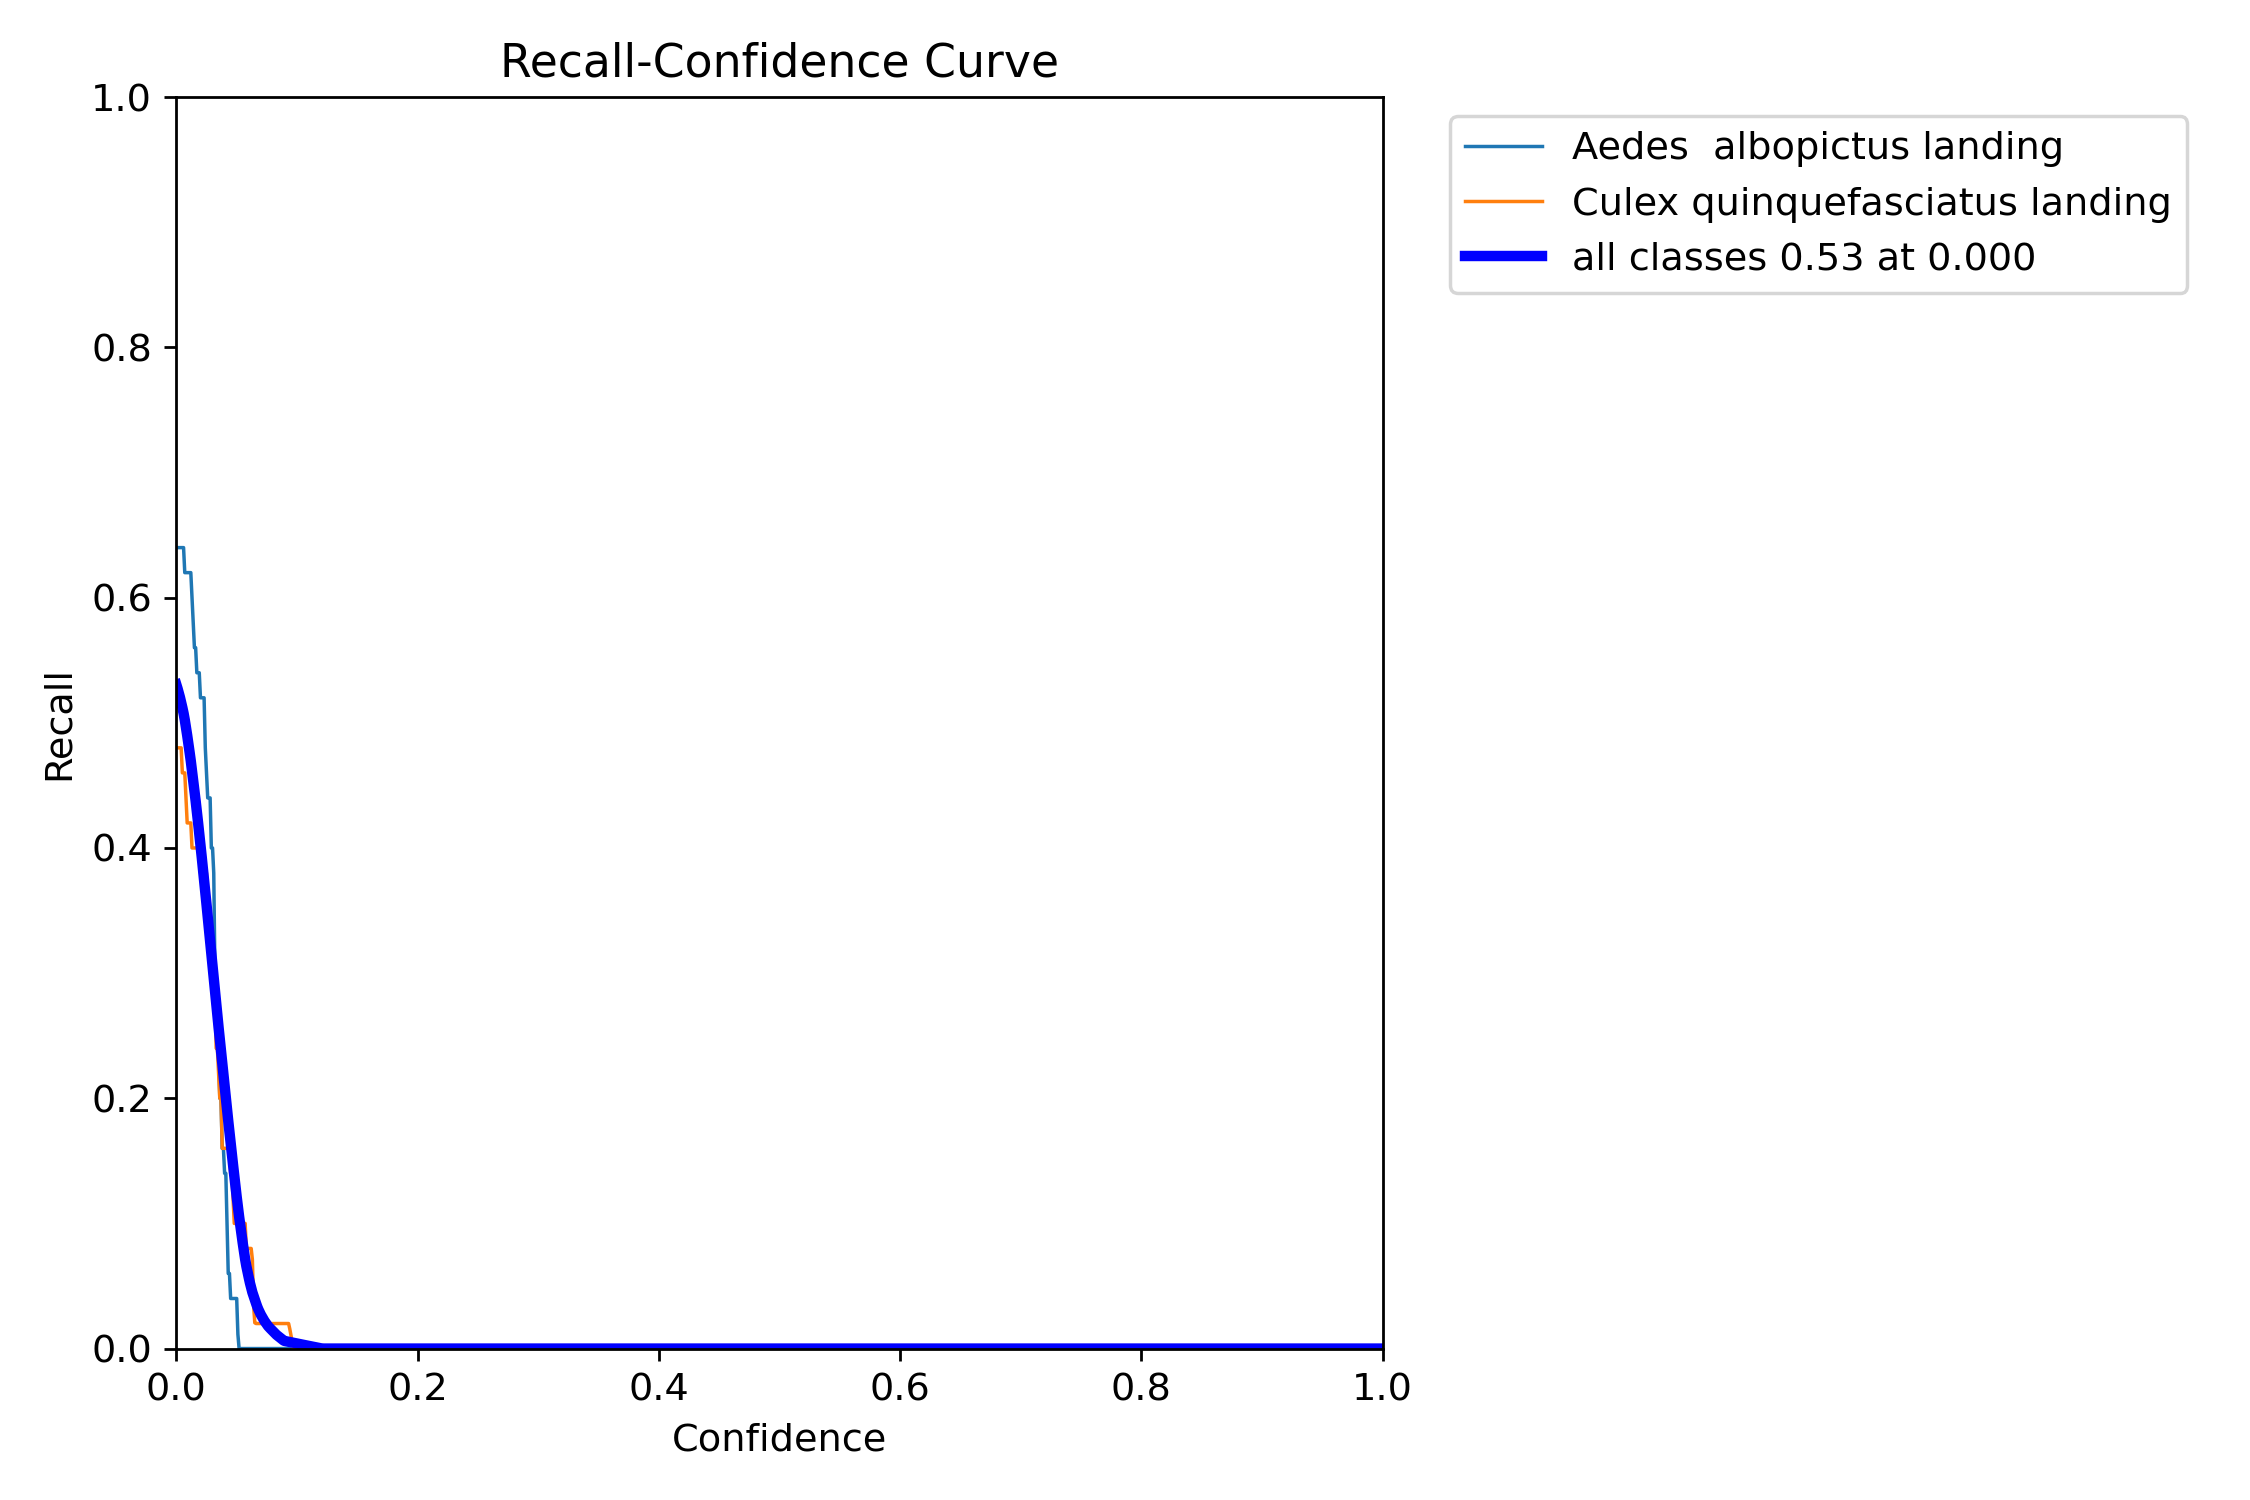 Recall-Confidence Curve
1.0
0.8
0.6
0.4
0.2
0.0
Recall
0.0 0.2 0.4 0.6 0.8 1.0
Confidence
Aedes  albopictus landing
Culex quinquefasciatus landing
all classes 0.53 at 0.000